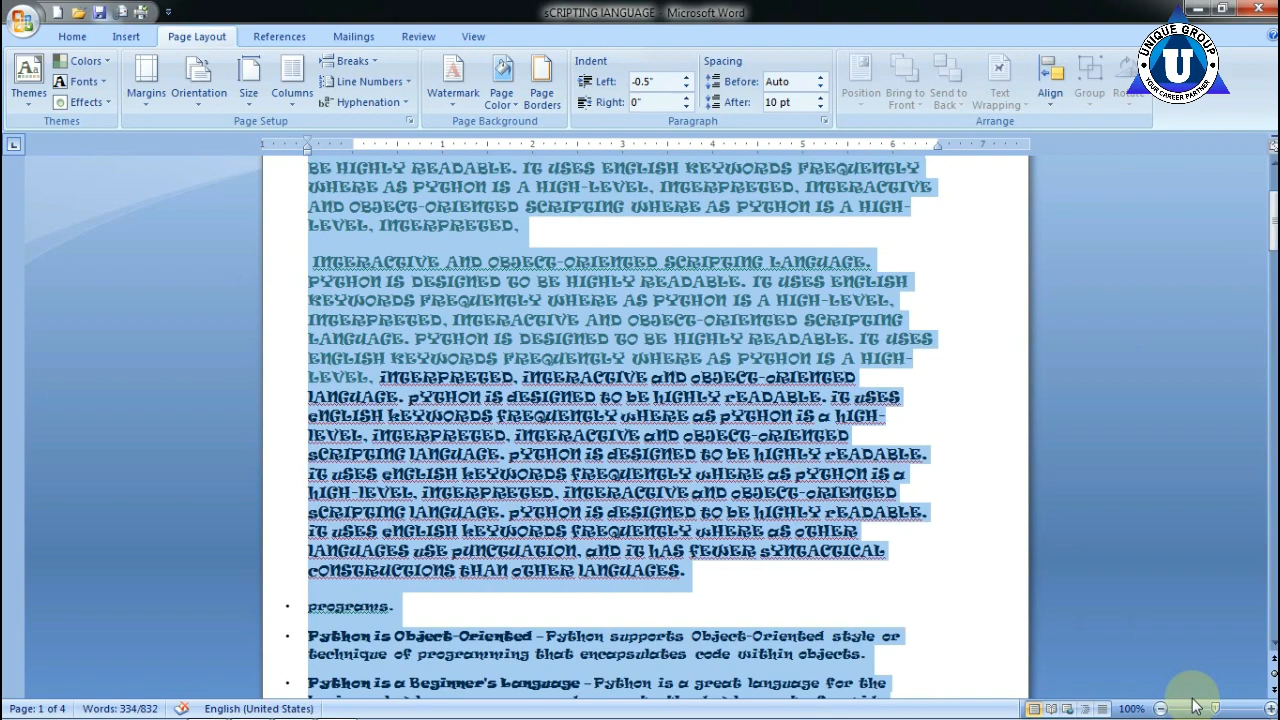 sCRIPTING lANGUAGE - Microsoft Word
Home Insert Page Layout References Mailings Review View
Themes
Colors
Fonts
Effects
Themes
Margins
Orientation
Size
Columns
Breaks
Line Numbers
Hyphenation
Page Setup
Watermark
Page Color
Page Borders
Page Background
Indent
Left: -0.5"
Right: 0"
Spacing
Before: Auto
After: 10 pt
Paragraph
Position
Bring to Front
Send to Back
Text Wrapping
Align
Group
Rotate
Arrange
UNIQUE GROUP
U
YOUR CAREER PARTNER
1 1 2 3 4 5 6 7
BE HIGHLY READABLE. IT USES ENGLISH KEYWORDS FREQUENTLY
WHERE AS PYTHON IS A HIGH-LEVEL, INTERPRETED, INTERACTIVE
AND OBJECT-ORIENTED SCRIPTING WHERE AS PYTHON IS A HIGH-
LEVEL, INTERPRETED,
INTERACTIVE AND OBJECT-ORIENTED SCRIPTING LANGUAGE.
PYTHON IS DESIGNED TO BE HIGHLY READABLE. IT USES ENGLISH
KEYWORDS FREQUENTLY WHERE AS PYTHON IS A HIGH-LEVEL,
INTERPRETED, INTERACTIVE AND OBJECT-ORIENTED SCRIPTING
LANGUAGE. PYTHON IS DESIGNED TO BE HIGHLY READABLE. IT USES
ENGLISH KEYWORDS FREQUENTLY WHERE AS PYTHON IS A HIGH-
LEVEL, iNTERPRETED, iNTERACTIVE aND oBJECT-oRIENTED
lANGUAGE. pYTHON iS dESIGNED tO bE hIGHLY rEADABLE. iT uSES
eNGLISH kEYWORDS fREQUENTLY wHERE aS pYTHON iS a hIGH-
lEVEL, iNTERPRETED, iNTERACTIVE aND oBJECT-oRIENTED
sCRIPTING lANGUAGE. pYTHON iS dESIGNED tO bE hIGHLY rEADABLE.
iT uSES eNGLISH kEYWORDS fREQUENTLY wHERE aS pYTHON iS a
hIGH-lEVEL, iNTERPRETED, iNTERACTIVE aND oBJECT-oRIENTED
sCRIPTING lANGUAGE. pYTHON iS dESIGNED tO bE hIGHLY rEADABLE.
iT uSES eNGLISH kEYWORDS fREQUENTLY wHERE aS oTHER
lANGUAGES uSE pUNCTUATION, aND iT hAS fEWER sYNTACTICAL
cONSTRUCTIONS tHAN oTHER lANGUAGES.
• programs.
• Python is Object-Oriented – Python supports Object-Oriented style or
technique of programming that encapsulates code within objects.
• Python is a Beginner's Language – Python is a great language for the
Page: 1 of 4 Words: 334/832 English (United States) 100%